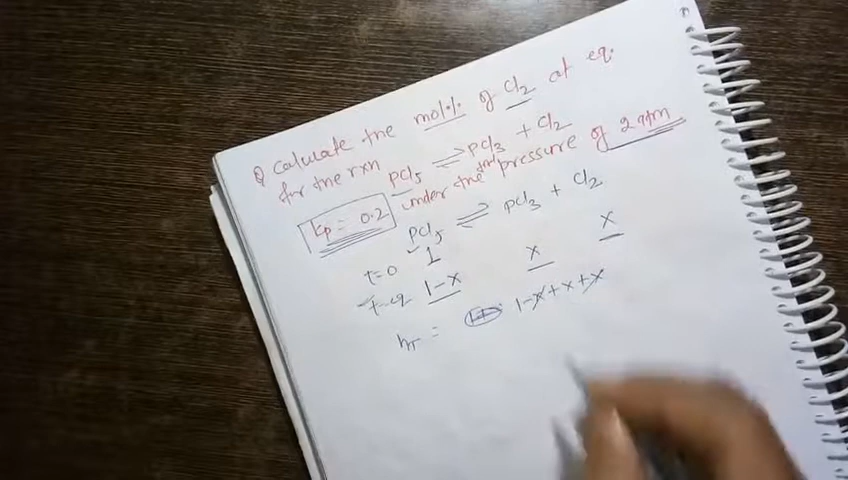 Q Calculate the mol% of Cl2 at eq.
for the rxn PCl5 ⇌ PCl3 + Cl2
Kp = 0.2 under the total pressure of 2 atm
PCl5 ⇌ PCl3 + Cl2
t=0 1
t-eq 1-x x x
nT = 1-x+x+x